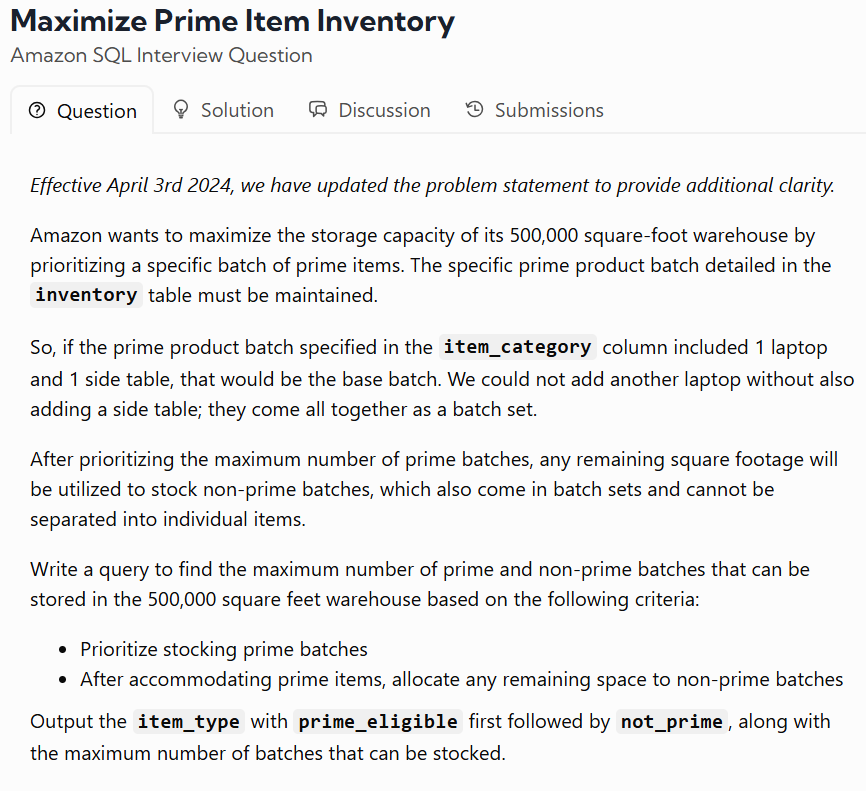 Maximize Prime Item Inventory
Amazon SQL Interview Question
Question
Solution
Discussion
Submissions
Effective April 3rd 2024, we have updated the problem statement to provide additional clarity.
Amazon wants to maximize the storage capacity of its 500,000 square-foot warehouse by
prioritizing a specific batch of prime items. The specific prime product batch detailed in the
inventory table must be maintained.
So, if the prime product batch specified in the item_category column included 1 laptop
and 1 side table, that would be the base batch. We could not add another laptop without also
adding a side table; they come all together as a batch set.
After prioritizing the maximum number of prime batches, any remaining square footage will
be utilized to stock non-prime batches, which also come in batch sets and cannot be
separated into individual items.
Write a query to find the maximum number of prime and non-prime batches that can be
stored in the 500,000 square feet warehouse based on the following criteria:
• Prioritize stocking prime batches
• After accommodating prime items, allocate any remaining space to non-prime batches
Output the item_type with prime_eligible first followed by not_prime, along with
the maximum number of batches that can be stocked.